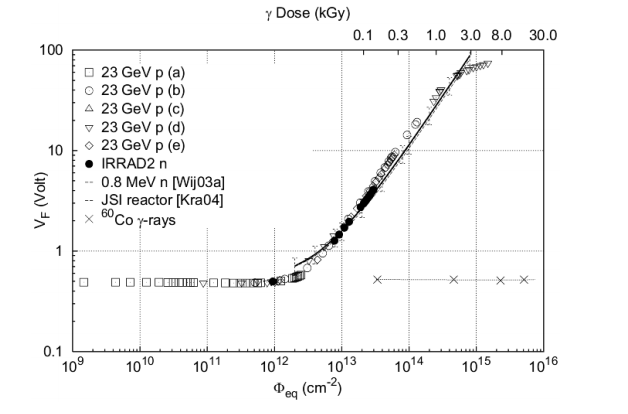 γ Dose (kGy)
0.1 0.3 1.0 3.0 8.0 30.0
100
10
1
0.1
V_F (Volt)
23 GeV p (a)
23 GeV p (b)
23 GeV p (c)
23 GeV p (d)
23 GeV p (e)
IRRAD2 n
0.8 MeV n [Wij03a]
JSI reactor [Kra04]
⁶⁰Co γ-rays
10⁹ 10¹⁰ 10¹¹ 10¹² 10¹³ 10¹⁴ 10¹⁵ 10¹⁶
Φ_eq (cm⁻²)